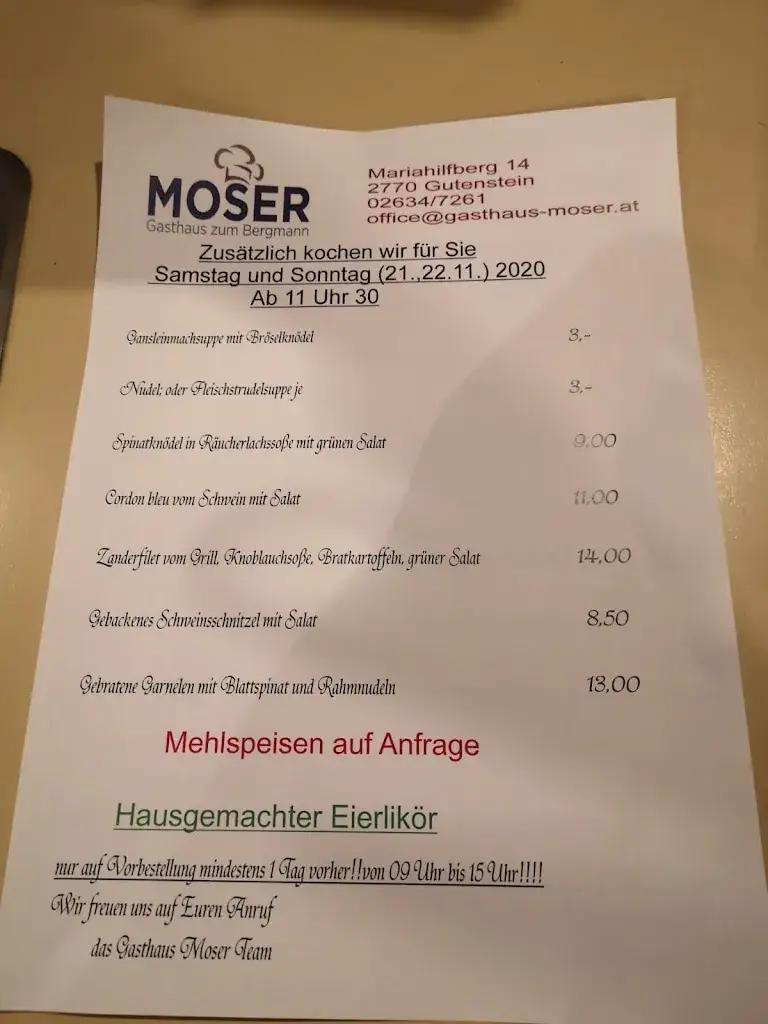 MOSER
Gasthaus zum Bergmann
Mariahilfberg 14
2770 Gutenstein
02634/7261
office@gasthaus-moser.at
Zusätzlich kochen wir für Sie
Samstag und Sonntag (21.,22.11.) 2020
Ab 11 Uhr 30
Gansleinmachsuppe mit Bröselknödel 3,-
Nudel; oder Fleischstrudelsuppe je 3,-
Spinatknödel in Räucherlachssoße mit grünen Salat 9,00
Cordon bleu vom Schwein mit Salat 11,00
Zanderfilet vom Grill, Knoblauchsoße, Bratkartoffeln, grüner Salat 14,00
Gebackenes Schweinsschnitzel mit Salat 8,50
Gebratene Garnelen mit Blattspinat und Rahmnudeln 13,00
Mehlspeisen auf Anfrage
Hausgemachter Eierlikör
nur auf Vorbestellung mindestens 1 Tag vorher!!von 09 Uhr bis 15 Uhr!!!!
Wir freuen uns auf Euren Anruf
das Gasthaus Moser Team